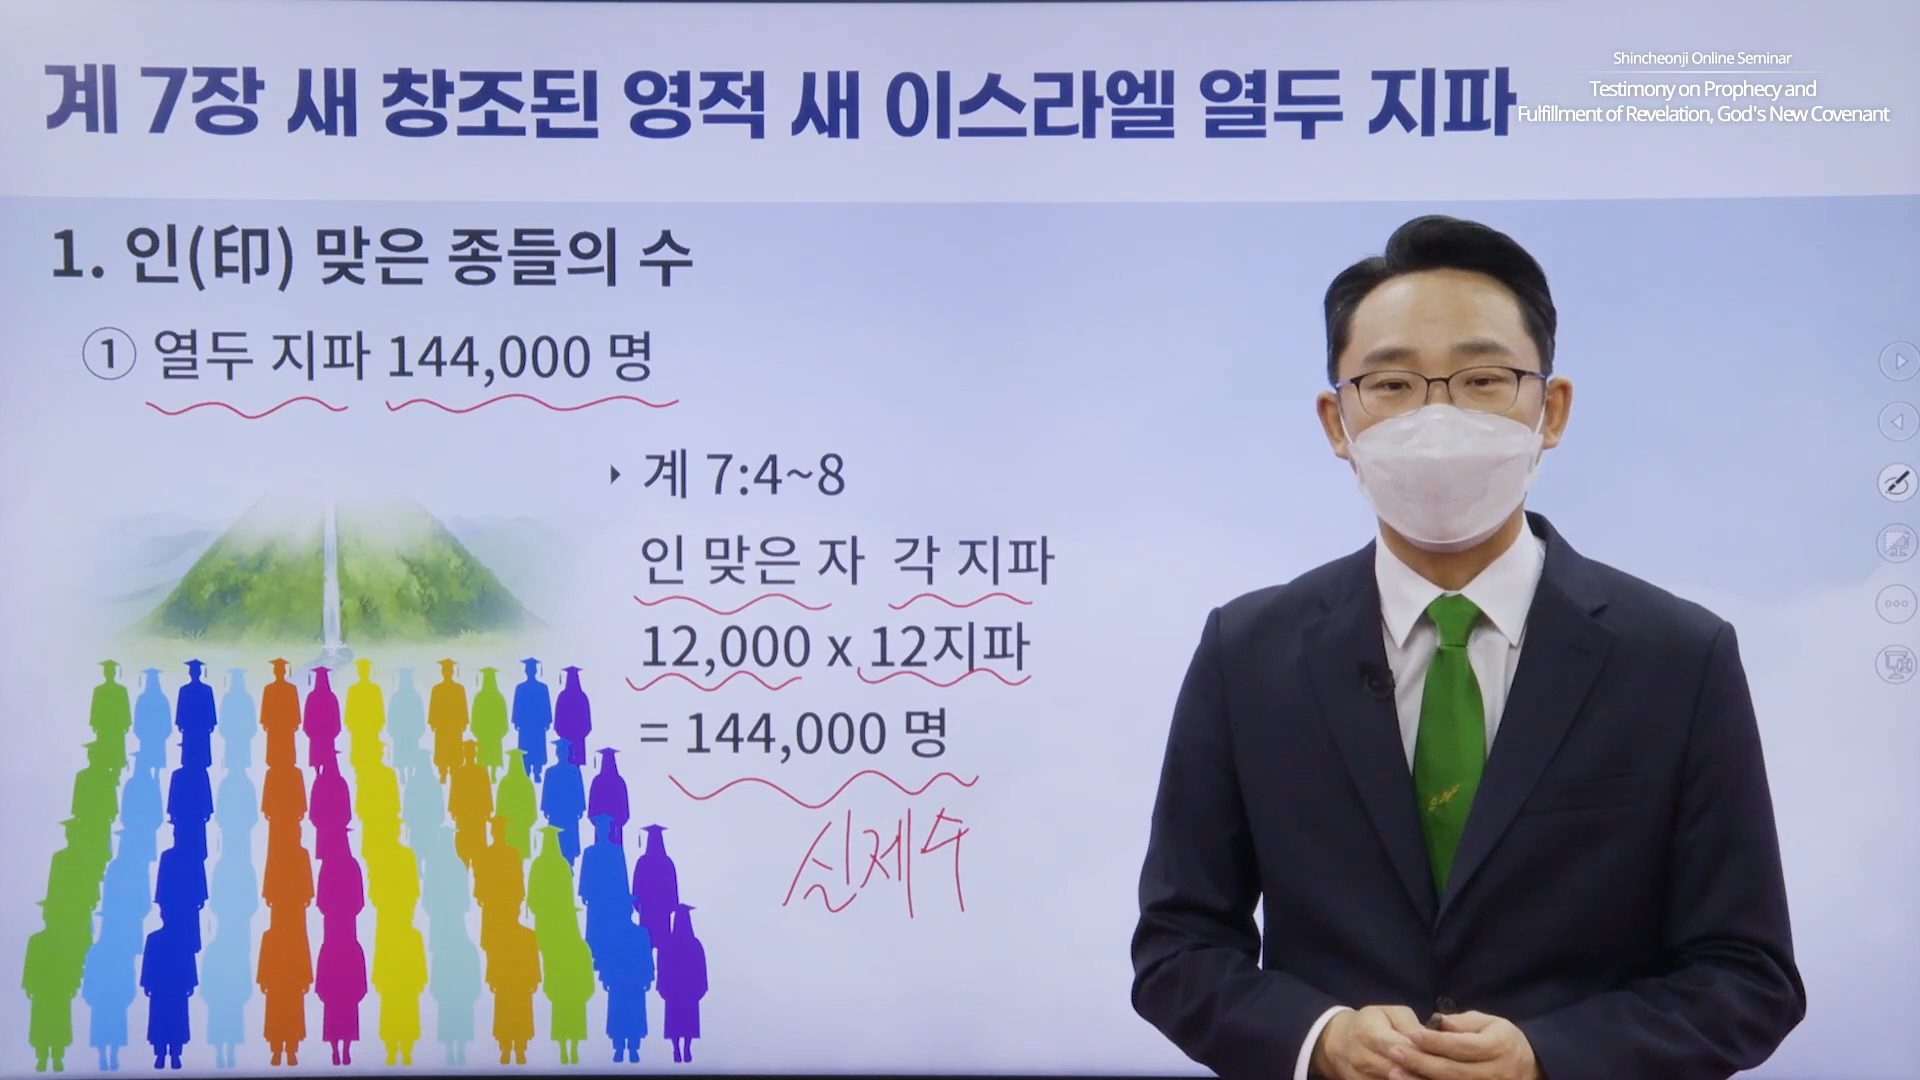 계 7장 새 창조된 영적 새 이스라엘 열두 지파
Shincheonji Online Seminar
Testimony on Prophecy and
Fulfillment of Revelation, God's New Covenant
1. 인(印) 맞은 종들의 수
① 열두 지파 144,000 명
계 7:4~8
인 맞은 자 각 지파
12,000 x 12지파
= 144,000 명
실제수